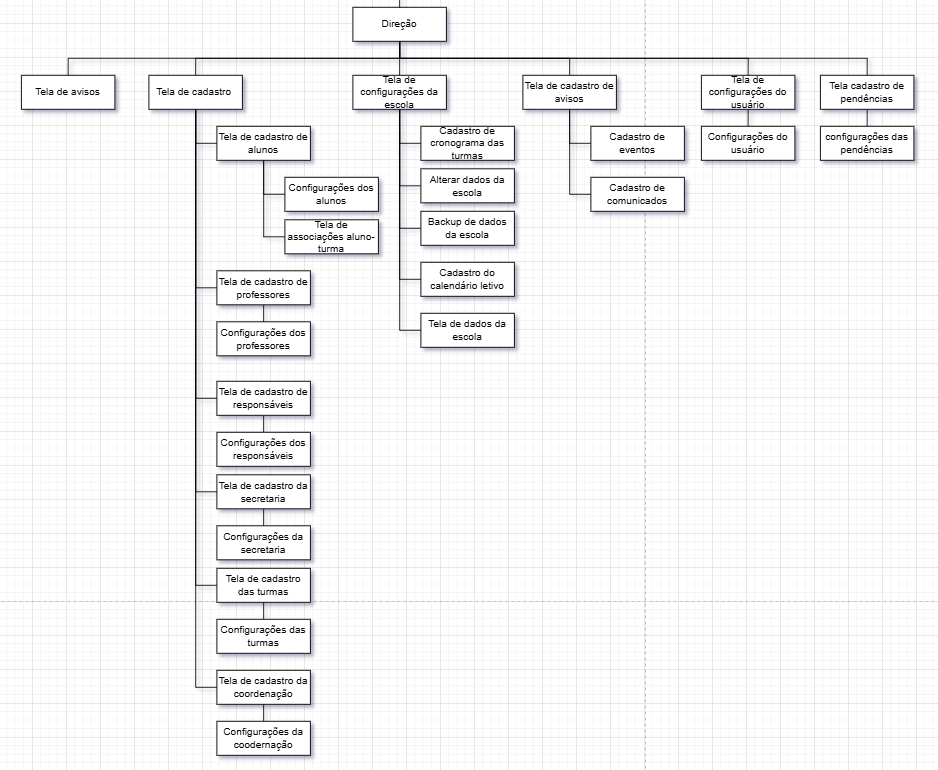 Direção
Tela de avisos
Tela de cadastro
Tela de
configurações da
escola
Tela de cadastro de
avisos
Tela de
configurações do
usuário
Tela cadastro de
pendências
Tela de cadastro de
alunos
Configurações dos
alunos
Tela de
associações aluno-
turma
Tela de cadastro de
professores
Configurações dos
professores
Tela de cadastro de
responsáveis
Configurações dos
responsáveis
Tela de cadastro da
secretaria
Configurações da
secretaria
Tela de cadastro
das turmas
Configurações das
turmas
Tela de cadastro da
coordenação
Configurações da
coodernação
Cadastro de
cronograma das
turmas
Alterar dados da
escola
Backup de dados
da escola
Cadastro do
calendário letivo
Tela de dados da
escola
Cadastro de
eventos
Cadastro de
comunicados
Configurações do
usuário
configurações das
pendências